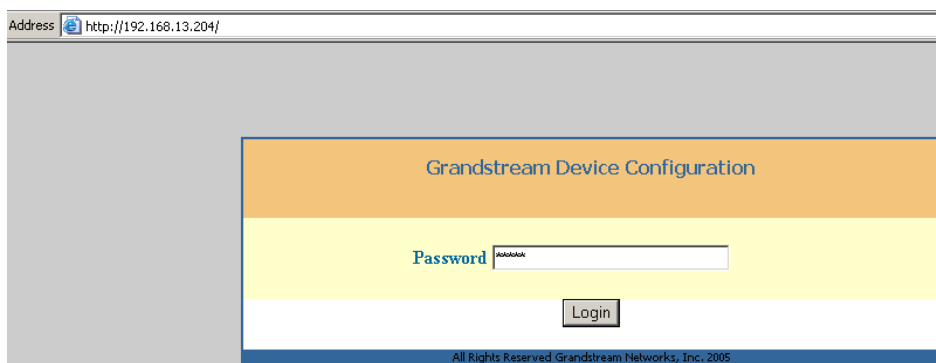 Address http://192.168.13.204/
Grandstream Device Configuration
Password *****
Login
All Rights Reserved Grandstream Networks, Inc. 2005